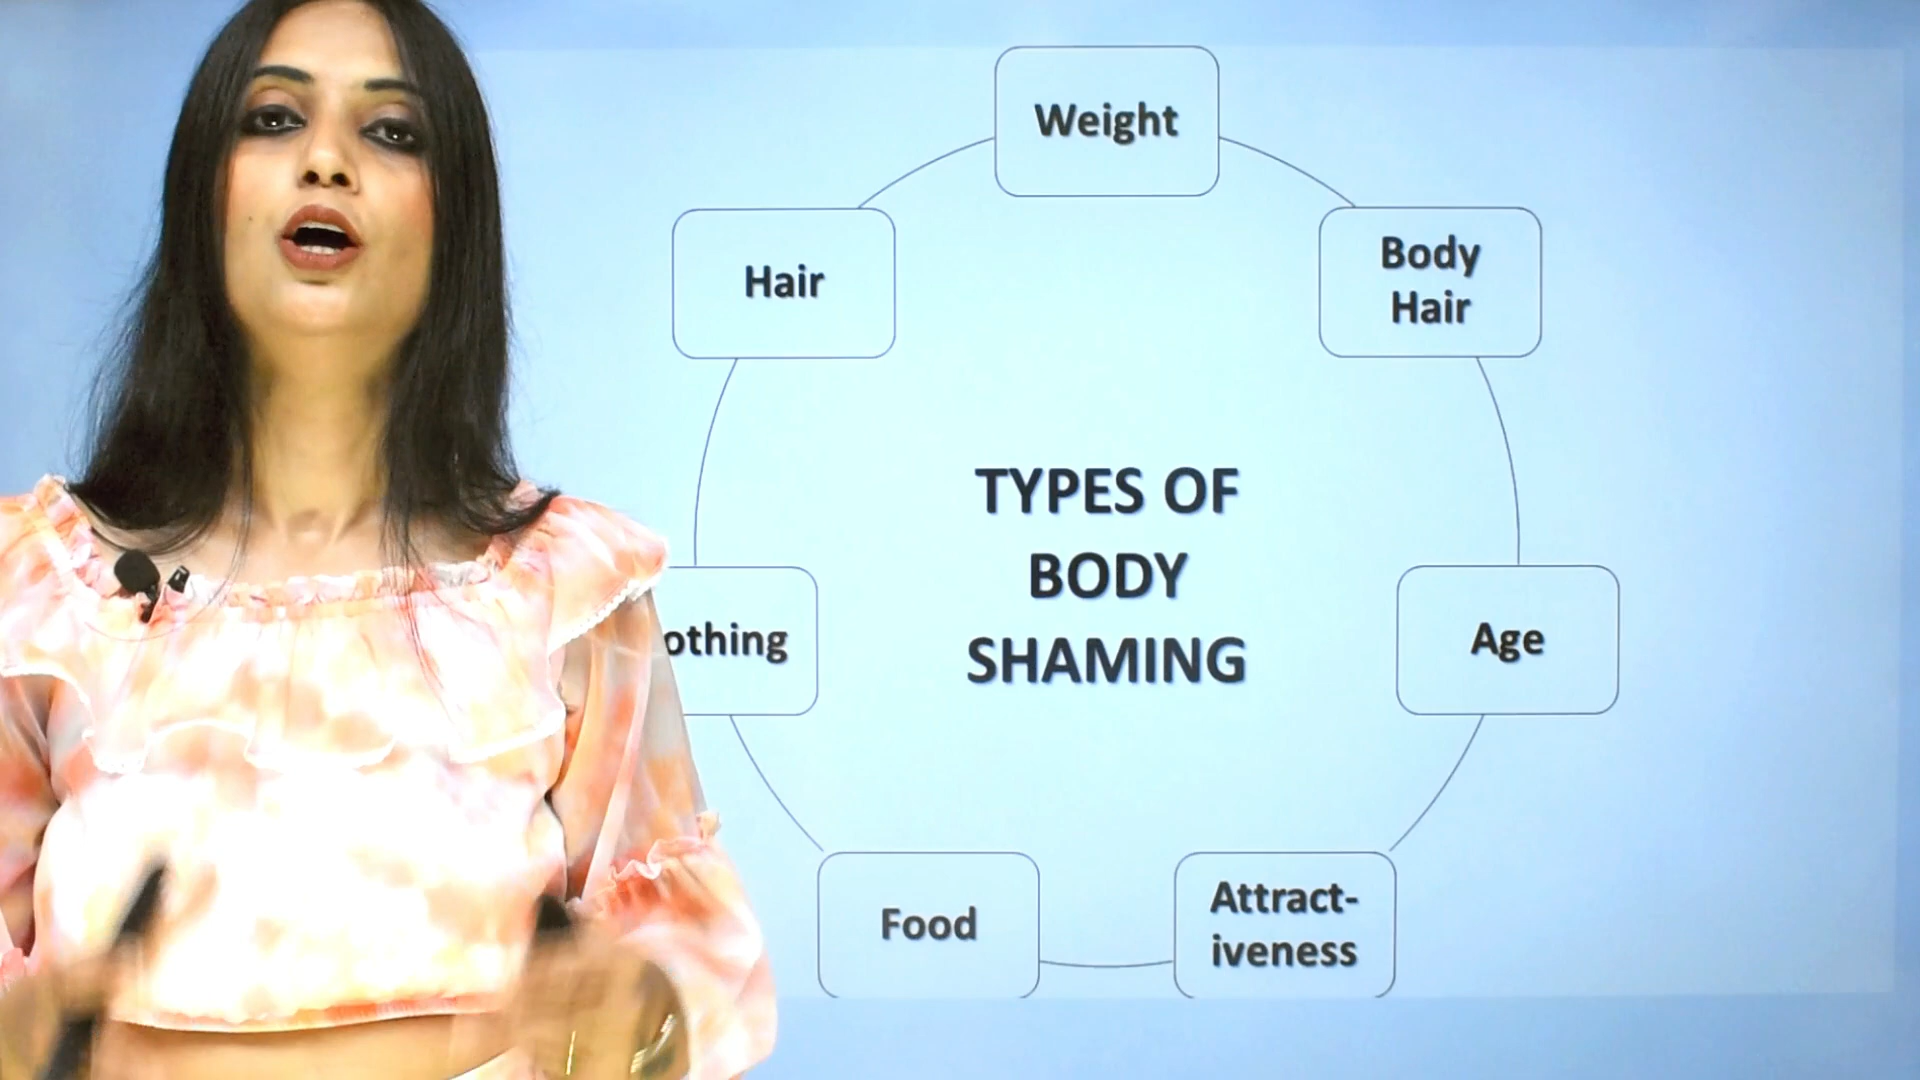 Weight
Hair
Body
Hair
TYPES OF
BODY
SHAMING
othing
Age
Food
Attract-
iveness